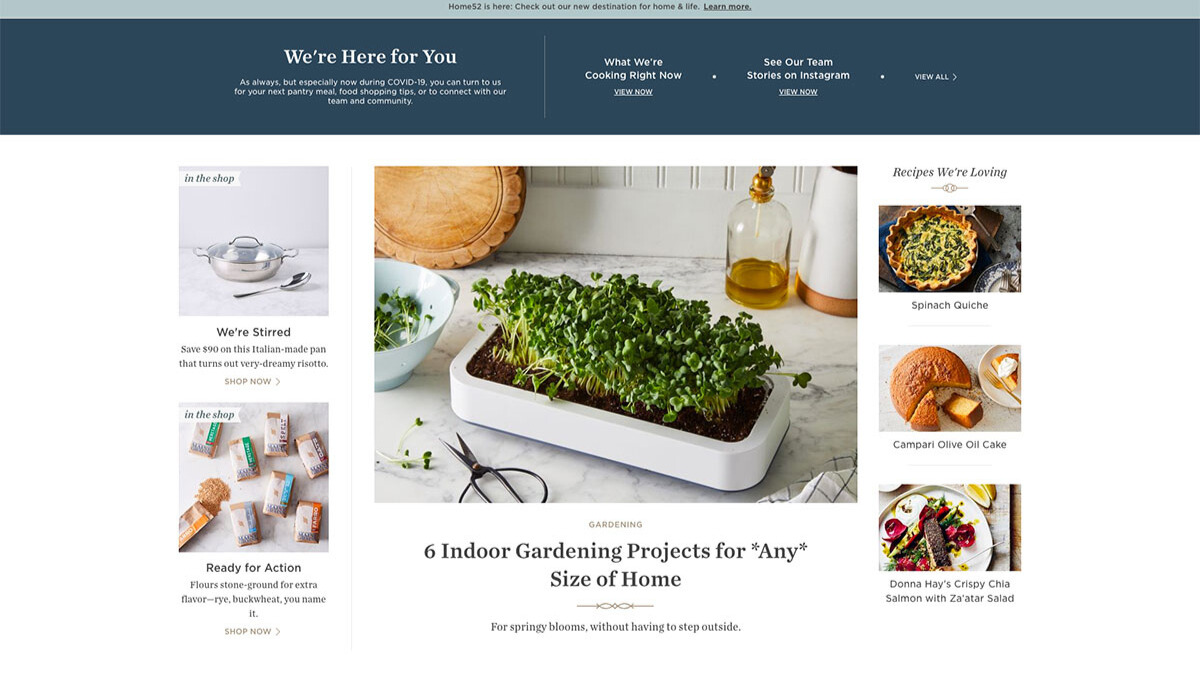 Home52 is here: Check out our new destination for home & life. Learn more.
We're Here for You
As always, but especially now during COVID-19, you can turn to us
for your next pantry meal, food shopping tips, or to connect with our
team and community.
What We're
Cooking Right Now
VIEW NOW
See Our Team
Stories on Instagram
VIEW NOW
VIEW ALL
in the shop
We're Stirred
Save $90 on this Italian-made pan
that turns out very-dreamy risotto.
SHOP NOW
in the shop
Ready for Action
Flours stone-ground for extra
flavor—rye, buckwheat, you name
it.
SHOP NOW
GARDENING
6 Indoor Gardening Projects for *Any*
Size of Home
For springy blooms, without having to step outside.
Recipes We're Loving
Spinach Quiche
Campari Olive Oil Cake
Donna Hay's Crispy Chia
Salmon with Za'atar Salad